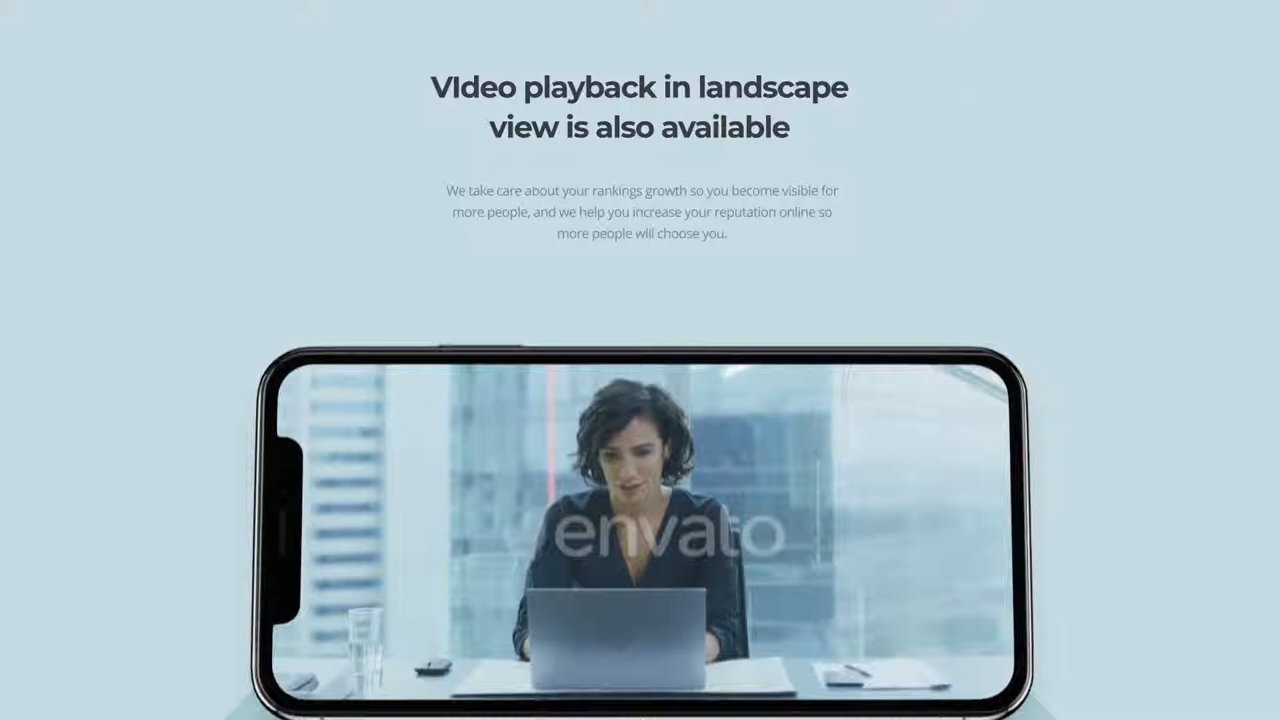 VIdeo playback in landscape
view is also available
We take care about your rankings growth so you become visible for
more people, and we help you increase your reputation online so
more people will choose you.
envato